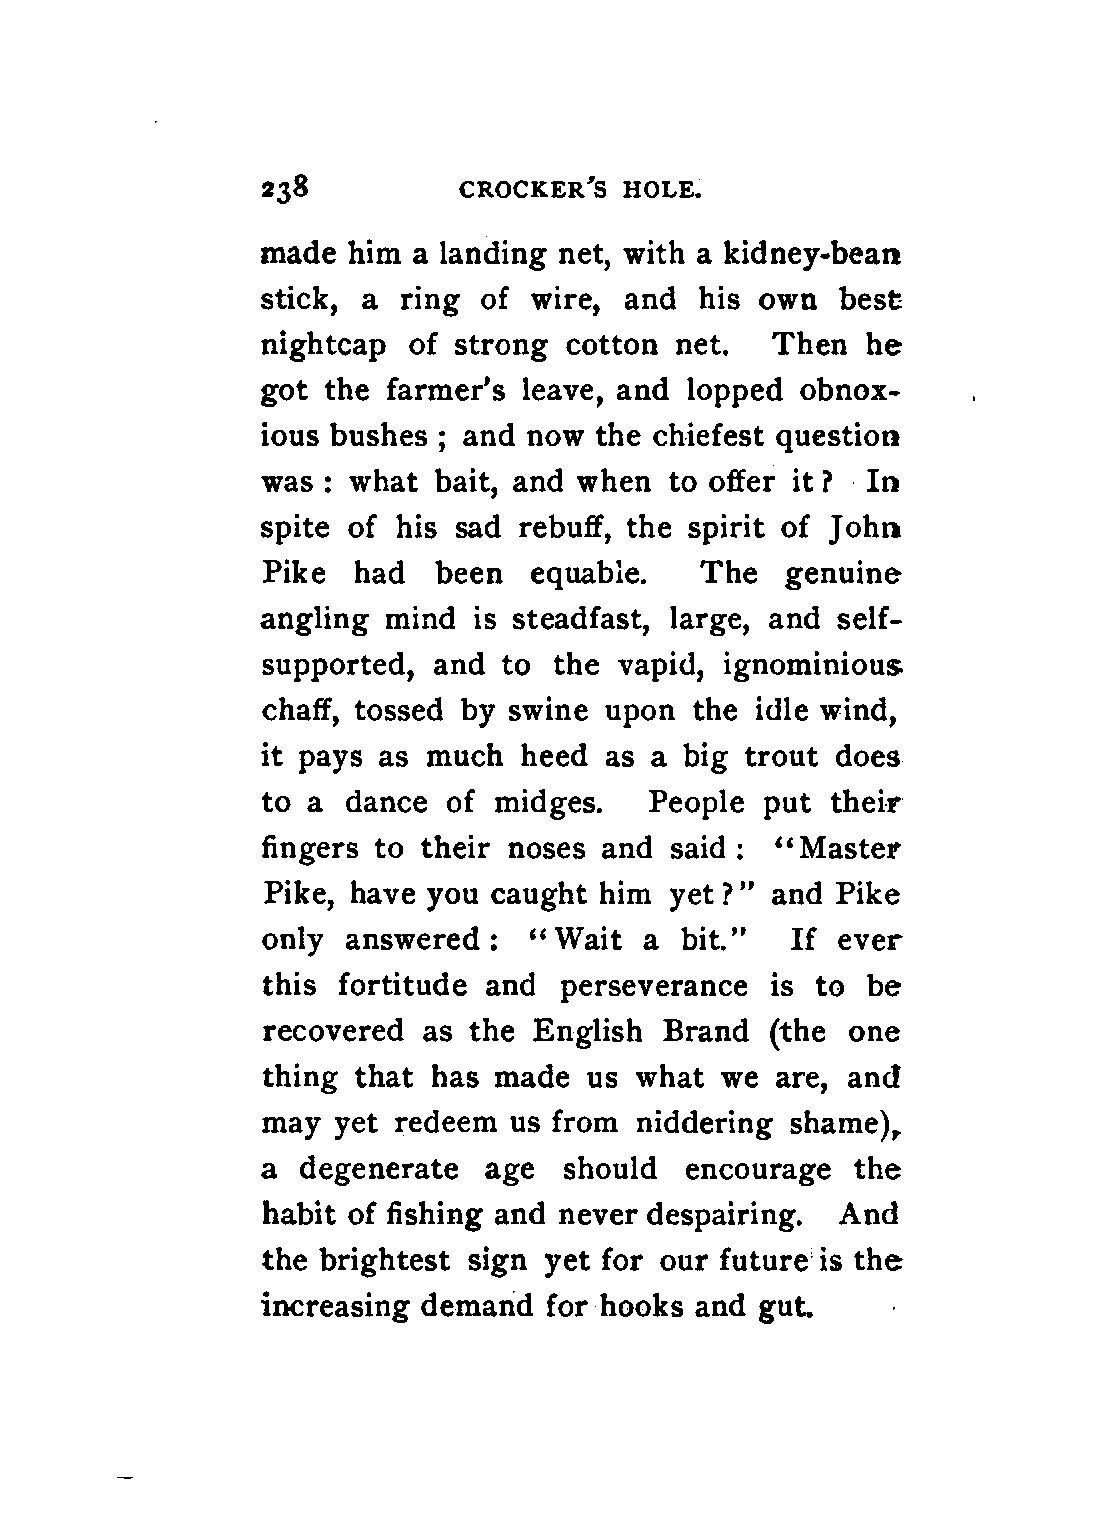 238 CROCKER'S HOLE.
made him a landing net, with a kidney-bean
stick, a ring of wire, and his own best
nightcap of strong cotton net. Then he
got the farmer's leave, and lopped obnox-
ious bushes ; and now the chiefest question
was : what bait, and when to offer it ? In
spite of his sad rebuff, the spirit of John
Pike had been equable. The genuine
angling mind is steadfast, large, and self-
supported, and to the vapid, ignominious
chaff, tossed by swine upon the idle wind,
it pays as much heed as a big trout does
to a dance of midges. People put their
fingers to their noses and said : "Master
Pike, have you caught him yet ?" and Pike
only answered : "Wait a bit." If ever
this fortitude and perseverance is to be
recovered as the English Brand (the one
thing that has made us what we are, and
may yet redeem us from niddering shame),
a degenerate age should encourage the
habit of fishing and never despairing. And
the brightest sign yet for our future is the
increasing demand for hooks and gut.